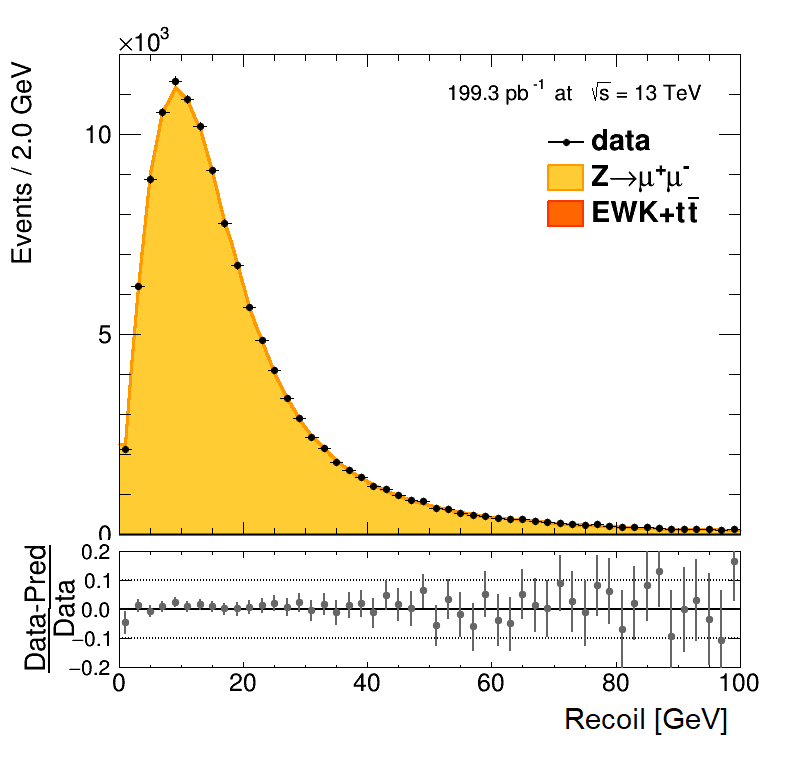 ×10³
Events / 2.0 GeV
199.3 pb⁻¹ at √s = 13 TeV
data
Z→μ⁺μ⁻
EWK+tt̄
10
5
0
Data-Pred
Data
0.2
0.1
0.0
−0.1
−0.2
0 20 40 60 80 100
Recoil [GeV]